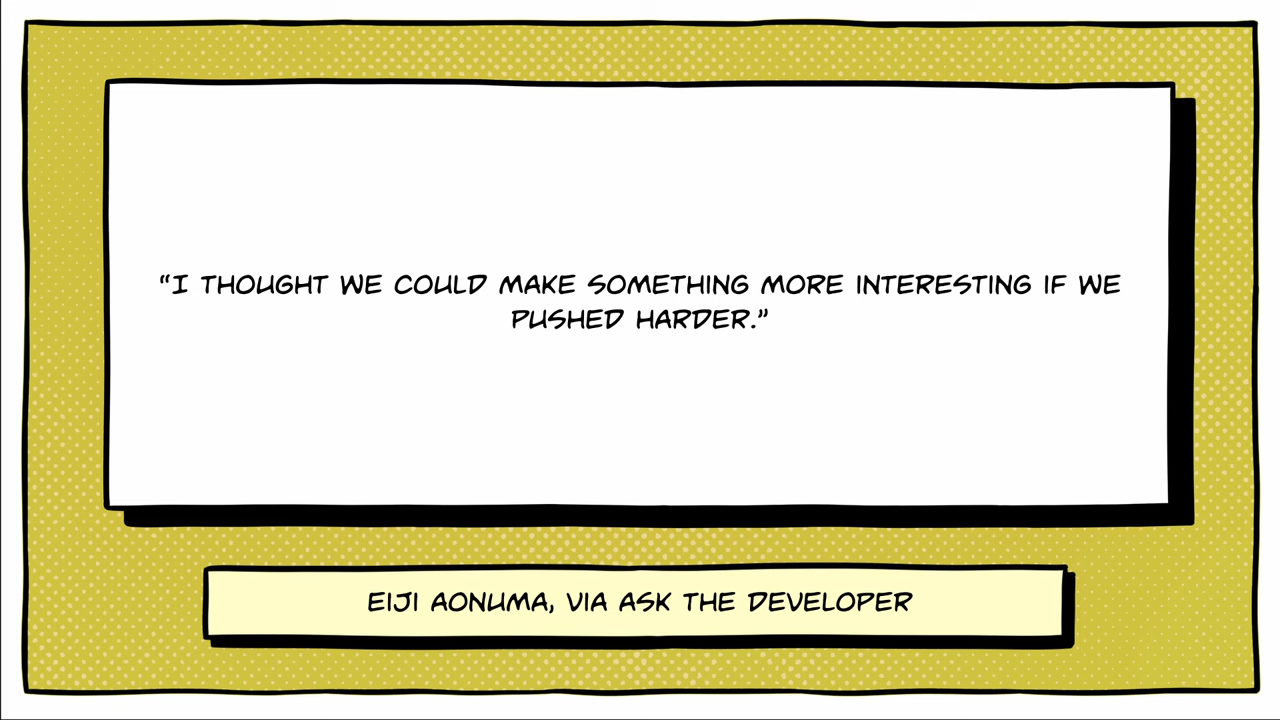 “I THOUGHT WE COULD MAKE SOMETHING MORE INTERESTING IF WE
PUSHED HARDER.”
EIJI AONUMA, VIA ASK THE DEVELOPER